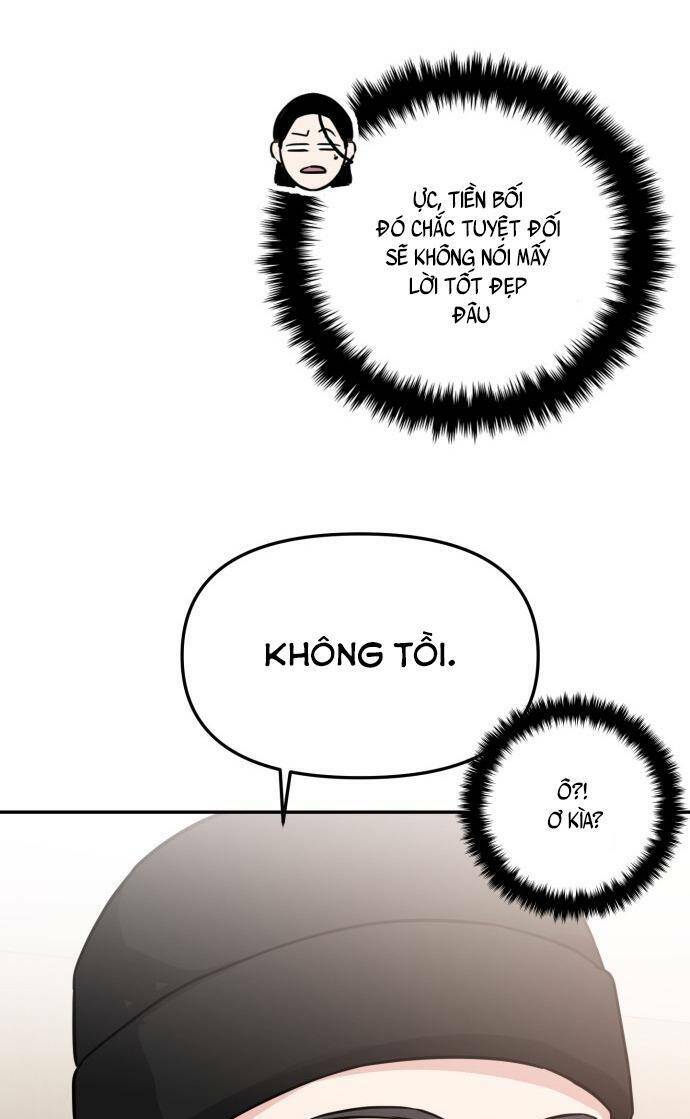 ỰC, TIỀN BỐI
ĐÓ CHẮC TUYỆT ĐỐI
SẼ KHÔNG NÓI MẤY
LỜI TỐT ĐẸP
ĐÂU
KHÔNG TỒI.
Ô?!
Ơ KÌA?